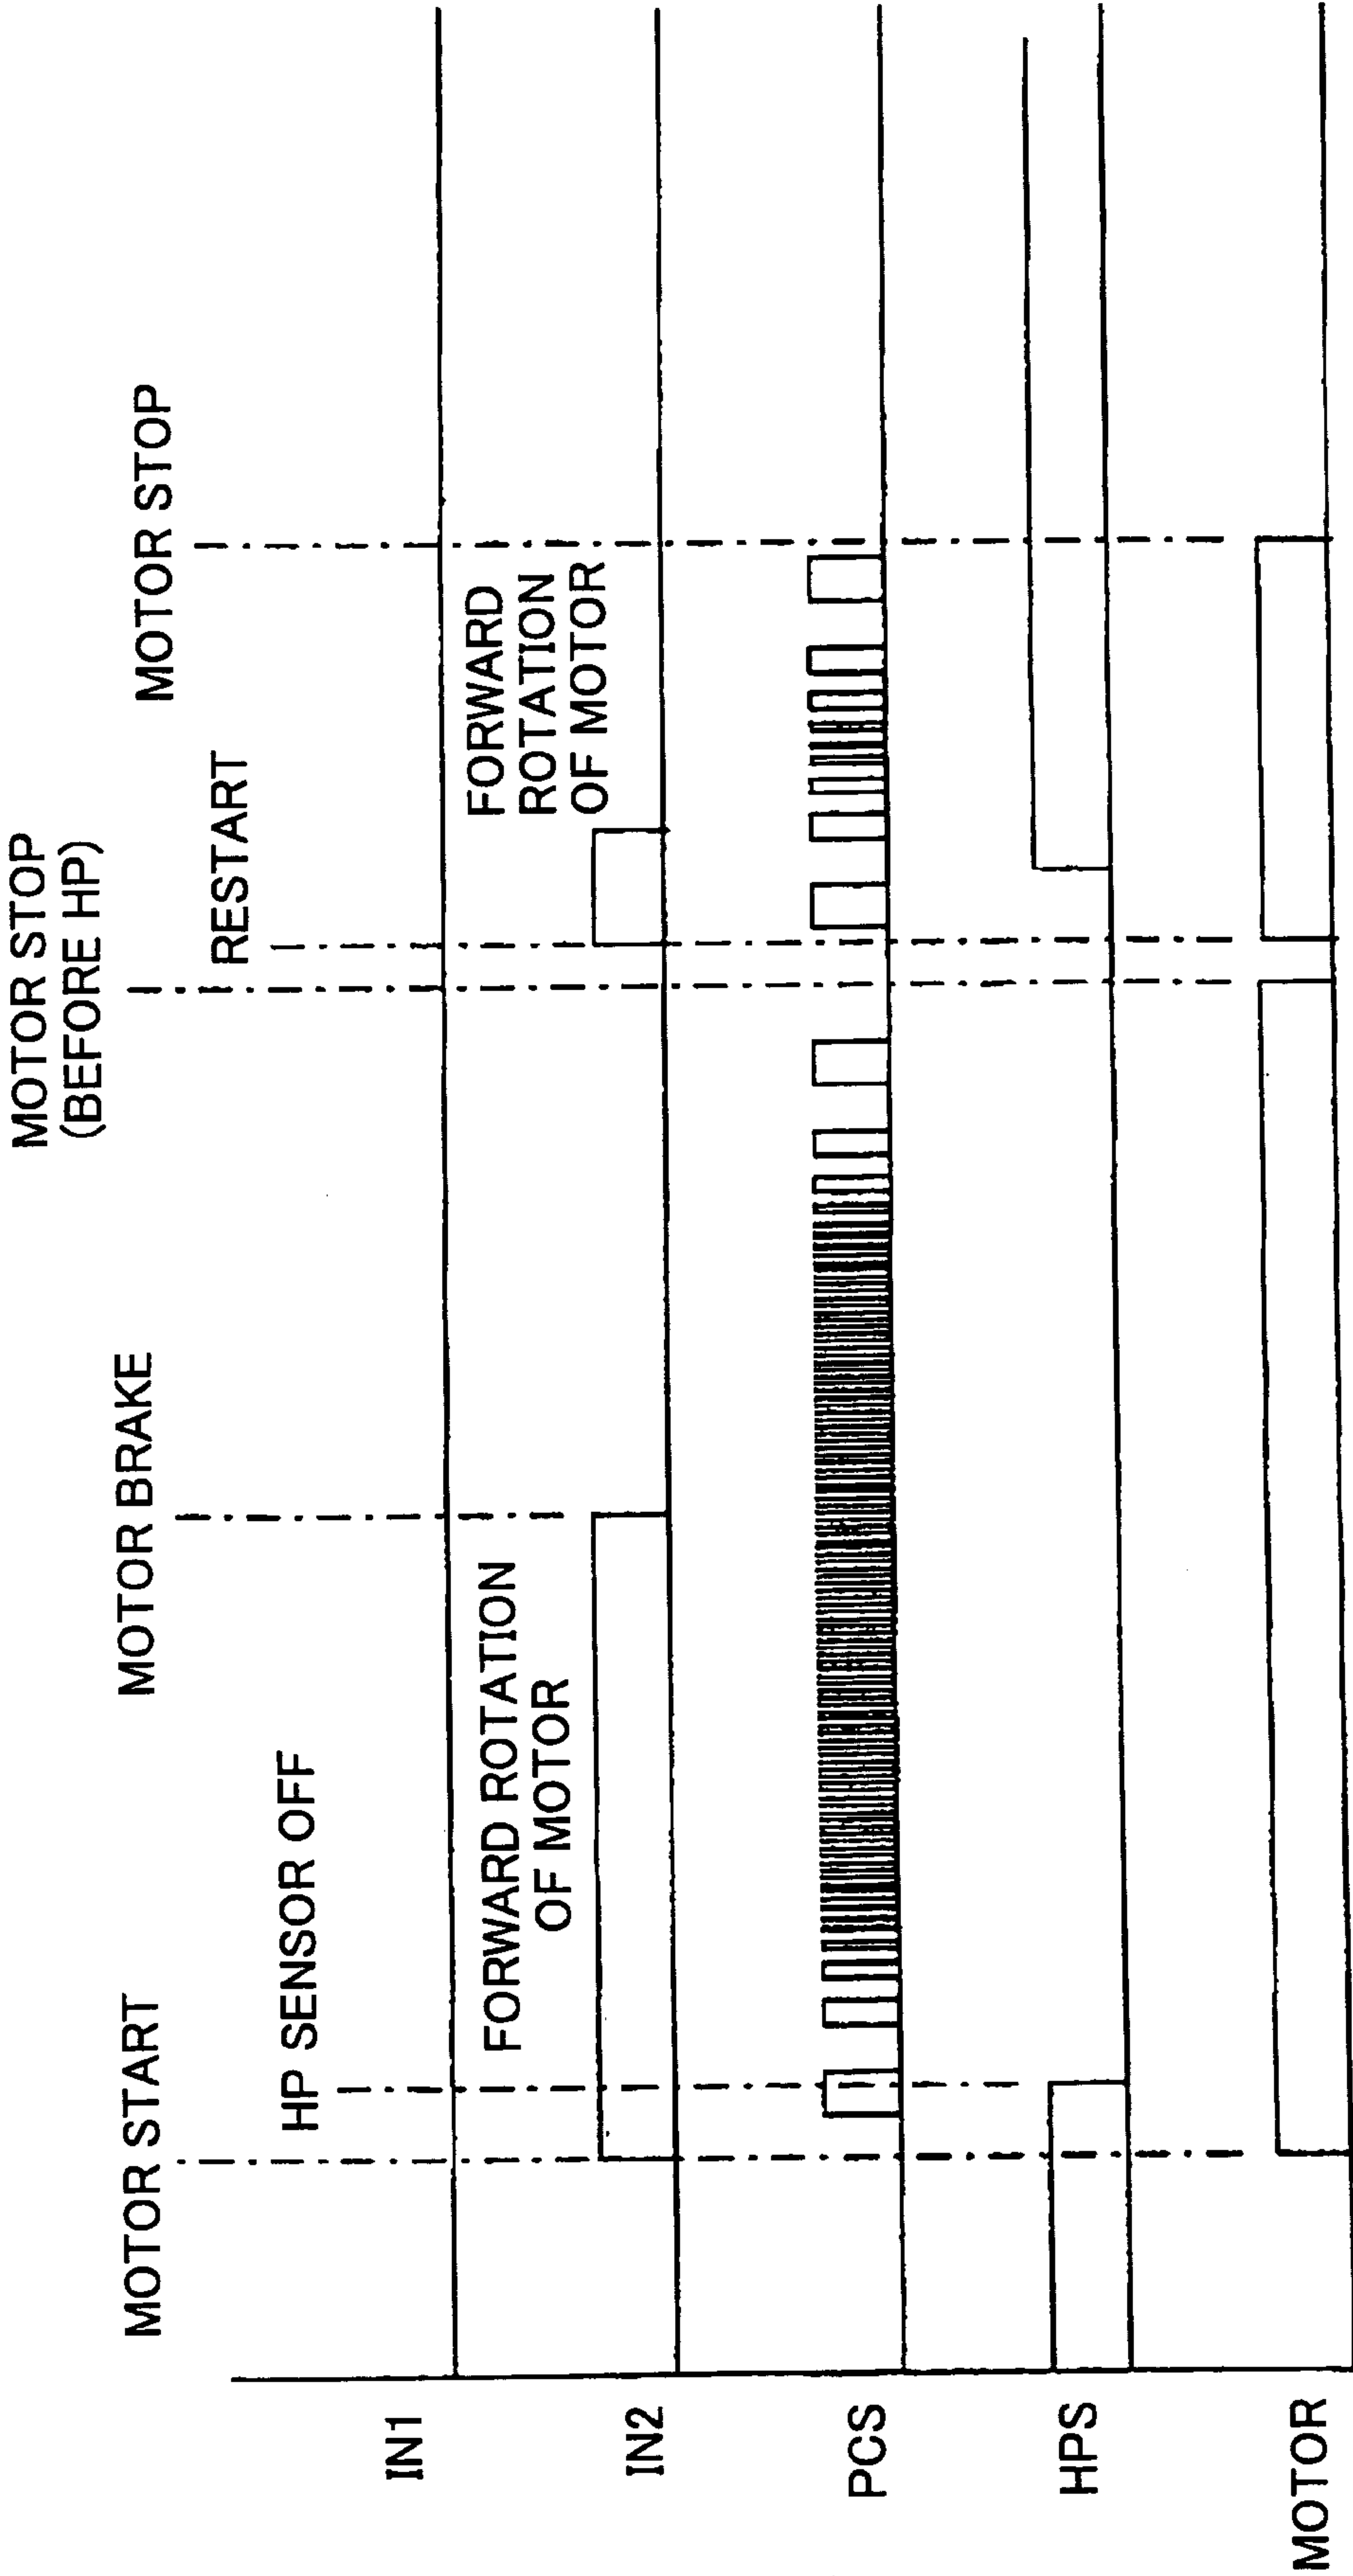 MOTOR START
HP SENSOR OFF
MOTOR BRAKE
MOTOR STOP
(BEFORE HP)
RESTART
MOTOR STOP
IN1
FORWARD ROTATION
OF MOTOR
FORWARD
ROTATION
OF MOTOR
IN2
PCS
HPS
MOTOR